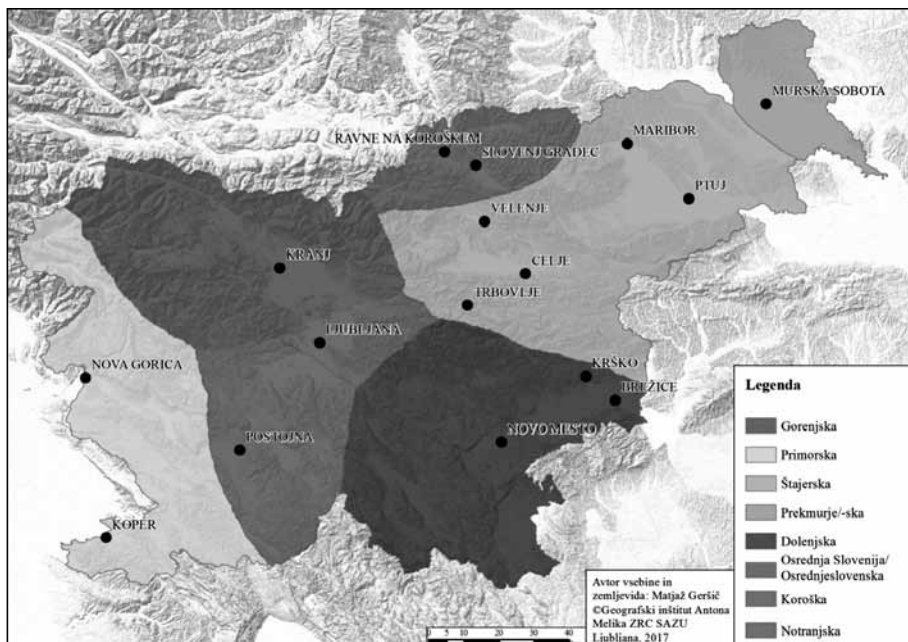 MURSKA SOBOTA
RAVNE NA KOROŠKEM
MARIBOR
SLOVENJ GRADEC
PTUJ
VELENJE
KRANJ
CELJE
TRBOVLJE
LJUBLJANA
NOVA GORICA
KRŠKO
BREŽICE
NOVO MESTO
POSTOJNA
KOPER
Legenda
Gorenjska
Primorska
Štajerska
Prekmurje/-ska
Dolenjska
Osrednja Slovenija/
Osrednjeslovenska
Koroška
Notranjska
Avtor vsebine in
zemljevida: Matjaž Geršič
©Geografski inštitut Antona
Melika ZRC SAZU
Ljubljana, 2017
0 5 10 20 30 40